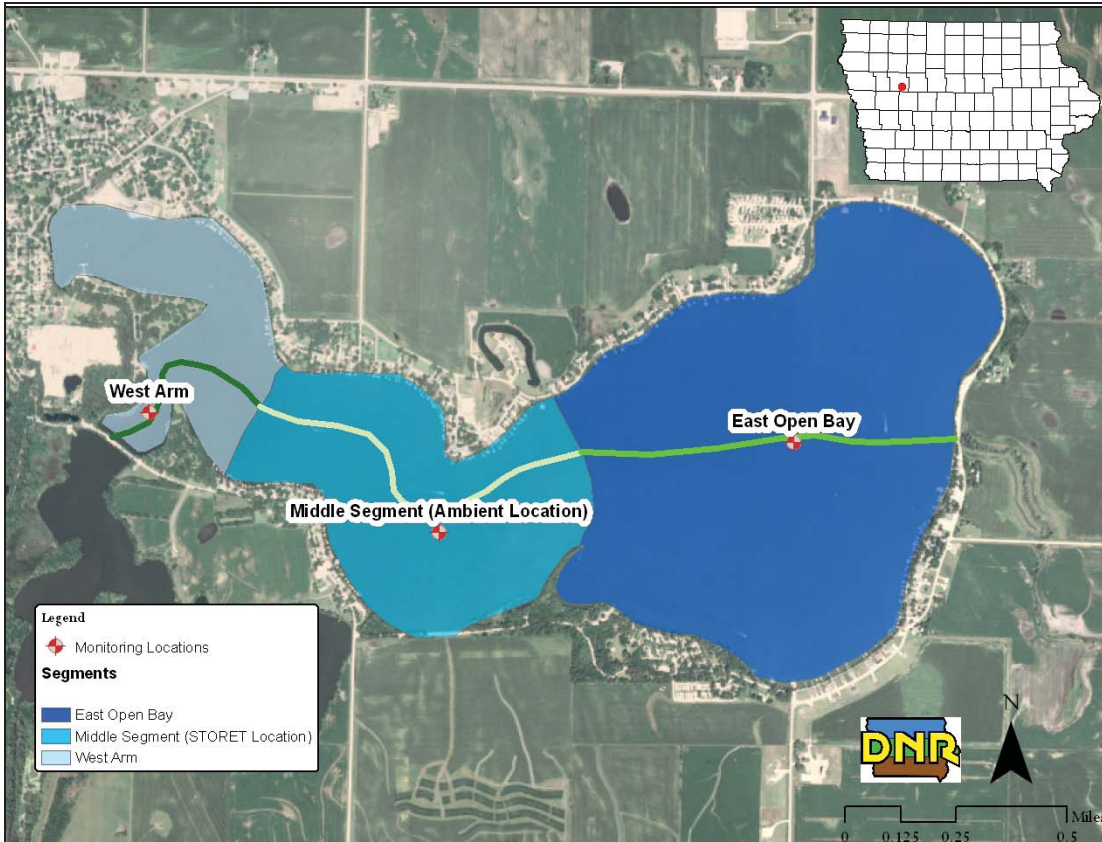 West Arm
East Open Bay
Middle Segment (Ambient Location)
Legend
Monitoring Locations
Segments
East Open Bay
Middle Segment (STORET Location)
West Arm
DNR
N
Miles
0 0.125 0.25 0.5